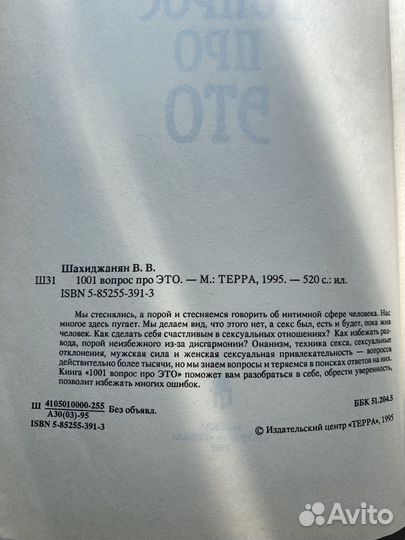 ВОПРОС
ПРО
ЭТО
Шахиджанян В. В.
Ш31 1001 вопрос про ЭТО. — М.: ТЕРРА, 1995. — 520 с.: ил.
ISBN 5-85255-391-3
Мы стеснялись, а порой и стесняемся говорить об интимной сфере человека. Нас
многое здесь пугает. Мы делаем вид, что этого нет, а секс был, есть и будет, пока жив
человек. Как сделать себя счастливым в сексуальных отношениях? Как избежать раз-
вода, порой неизбежного из-за дисгармонии? Онанизм, техника секса, сексуальные
отклонения, мужская сила и женская сексуальная привлекательность — вопросов
действительно более тысячи, но мы знаем вопросы и теряемся в поисках ответов на них.
Книга «1001 вопрос про ЭТО» поможет вам разобраться в себе, обрести уверенность,
позволит избежать многих ошибок.
Ш 4105010000-255 Без объявл.
А30(03)-95
ББК 51.204.5
ISBN 5-85255-391-3
© Издательский центр «ТЕРРА», 1995
Avito